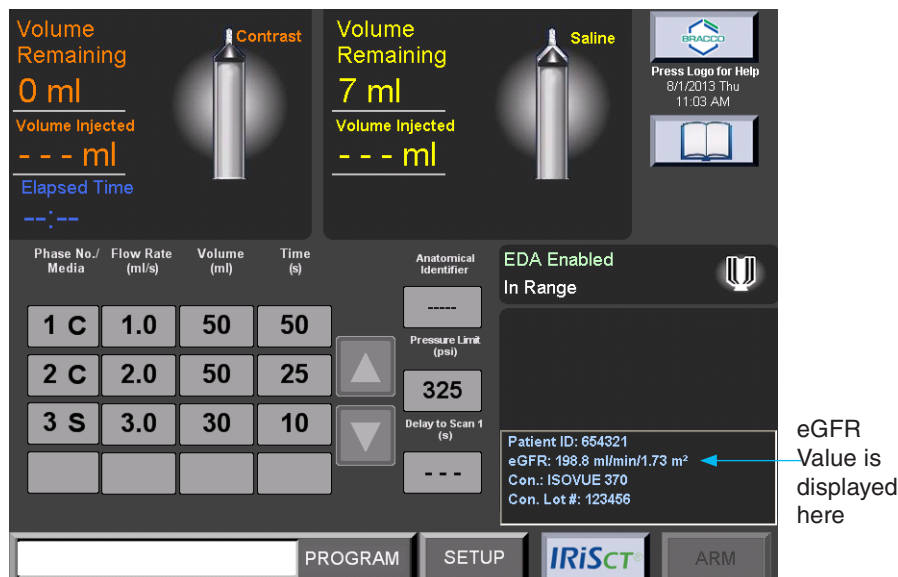 Volume
Remaining
0 ml
Volume Injected
- - - ml
Elapsed Time
--:--
Contrast
Volume
Remaining
7 ml
Volume Injected
- - - ml
Saline
BRACCO
Press Logo for Help
8/1/2013 Thu
11:03 AM
Phase No./ Flow Rate Volume Time
Media (ml/s) (ml) (s)
1 C 1.0 50 50
2 C 2.0 50 25
3 S 3.0 30 10
Anatomical
Identifier
-----
Pressure Limit
(psi)
325
Delay to Scan 1
(s)
- - -
EDA Enabled
In Range
Patient ID: 654321
eGFR: 198.8 ml/min/1.73 m²
Con.: ISOVUE 370
Con. Lot #: 123456
eGFR
Value is
displayed
here
PROGRAM SETUP IRiSCT® ARM